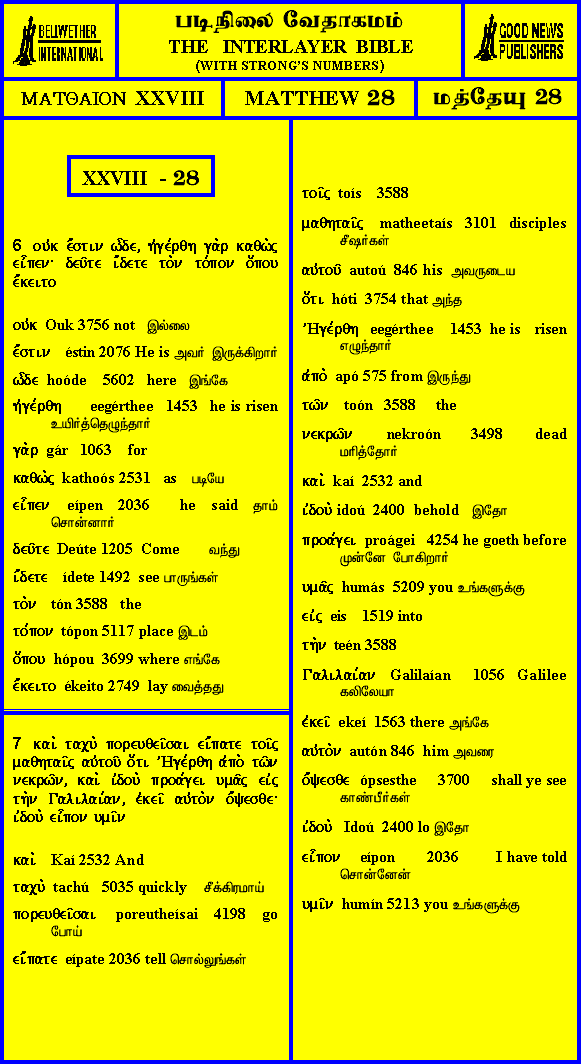 BELLWETHER
INTERNATIONAL
படிநிலை வேதாகமம்
THE INTERLAYER BIBLE
(WITH STRONG'S NUMBERS)
GOOD NEWS
PUBLISHERS
ΜΑΤΘΑΙΟΝ XXVIII
MATTHEW 28
மத்தேயு 28
XXVIII - 28
6 οὐκ ἔστιν ὧδε, ἠγέρθη γὰρ καθὼς
εἶπεν· δεῦτε ἴδετε τὸν τόπον ὅπου
ἔκειτο
οὐκ Ouk 3756 not இல்லை
ἔστιν éstin 2076 He is அவர் இருக்கிறார்
ὧδε hoóde 5602 here இங்கே
ἠγέρθη eegérthee 1453 he is risen
உயிர்த்தெழுந்தார்
γὰρ gár 1063 for
καθὼς kathoós 2531 as படியே
εἶπεν eípen 2036 he said தாம்
சொன்னார்
δεῦτε Deúte 1205 Come வந்து
ἴδετε ídete 1492 see பாருங்கள்
τὸν tón 3588 the
τόπον tópon 5117 place இடம்
ὅπου hópou 3699 where எங்கே
ἔκειτο ékeito 2749 lay வைத்தது
7 καὶ ταχὺ πορευθεῖσαι εἴπατε τοῖς
μαθηταῖς αὐτοῦ ὅτι Ἠγέρθη ἀπὸ τῶν
νεκρῶν, καὶ ἰδοὺ προάγει υμᾶς εἰς
τὴν Γαλιλαίαν, ἐκεῖ αὐτὸν ὄψεσθε·
ἰδοὺ εἶπον υμῖν
καὶ Kaí 2532 And
ταχὺ tachú 5035 quickly சீக்கிரமாய்
πορευθεῖσαι poreutheísai 4198 go
போய்
εἴπατε eípate 2036 tell சொல்லுங்கள்
τοῖς toís 3588
μαθηταῖς matheetaís 3101 disciples
சீஷர்கள்
αὐτοῦ autoú 846 his அவருடைய
ὅτι hóti 3754 that அந்த
Ἠγέρθη eegérthee 1453 he is risen
எழுந்தார்
ἀπὸ apó 575 from இருந்து
τῶν toón 3588 the
νεκρῶν nekroón 3498 dead
மரித்தோர்
καὶ kaí 2532 and
ἰδοὺ idoú 2400 behold இதோ
προάγει proágei 4254 he goeth before
முன்னே போகிறார்
υμᾶς humás 5209 you உங்களுக்கு
εἰς eis 1519 into
τὴν teén 3588
Γαλιλαίαν Galilaían 1056 Galilee
கலிலேயா
ἐκεῖ ekeí 1563 there அங்கே
αὐτὸν autón 846 him அவரை
ὄψεσθε ópsesthe 3700 shall ye see
காண்பீர்கள்
ἰδοὺ Idoú 2400 lo இதோ
εἶπον eípon 2036 I have told
சொன்னேன்
υμῖν humín 5213 you உங்களுக்கு